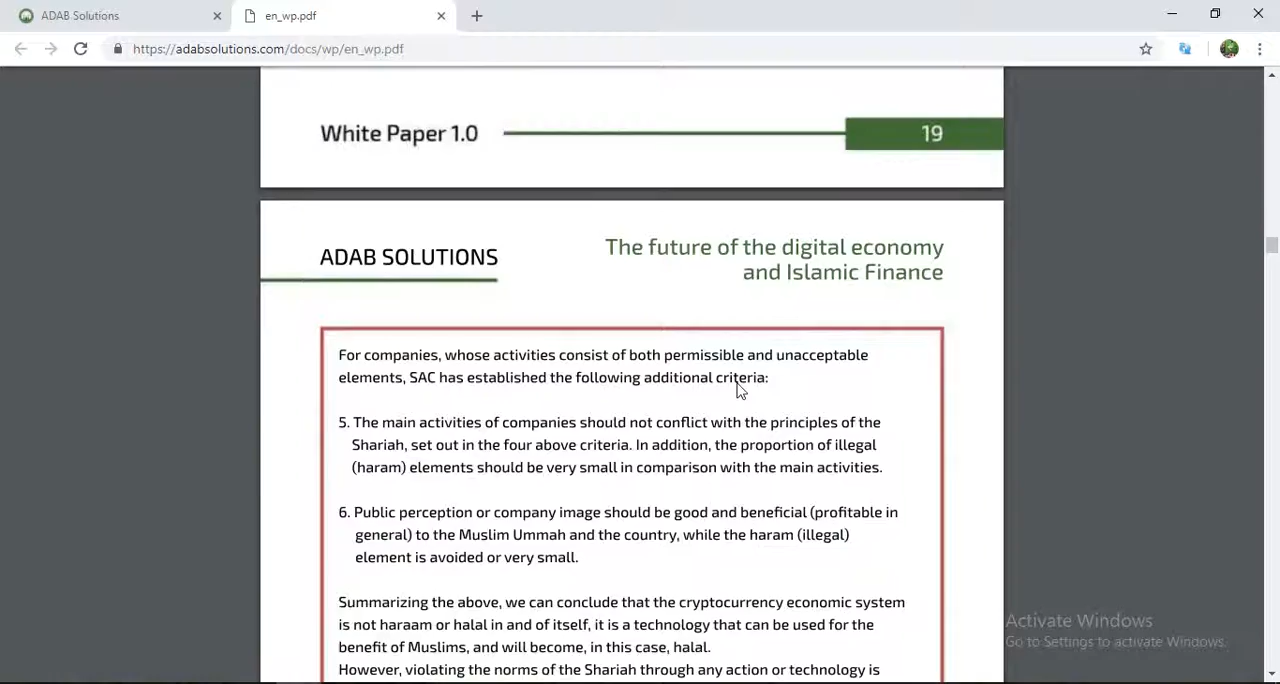 ADAB Solutions
en_wp.pdf
https://adabsolutions.com/docs/wp/en_wp.pdf
White Paper 1.0
19
ADAB SOLUTIONS
The future of the digital economy
and Islamic Finance
For companies, whose activities consist of both permissible and unacceptable
elements, SAC has established the following additional criteria:
5. The main activities of companies should not conflict with the principles of the
Shariah, set out in the four above criteria. In addition, the proportion of illegal
(haram) elements should be very small in comparison with the main activities.
6. Public perception or company image should be good and beneficial (profitable in
general) to the Muslim Ummah and the country, while the haram (illegal)
element is avoided or very small.
Summarizing the above, we can conclude that the cryptocurrency economic system
is not haraam or halal in and of itself, it is a technology that can be used for the
benefit of Muslims, and will become, in this case, halal.
However, violating the norms of the Shariah through any action or technology is
Activate Windows
Go to Settings to activate Windows.